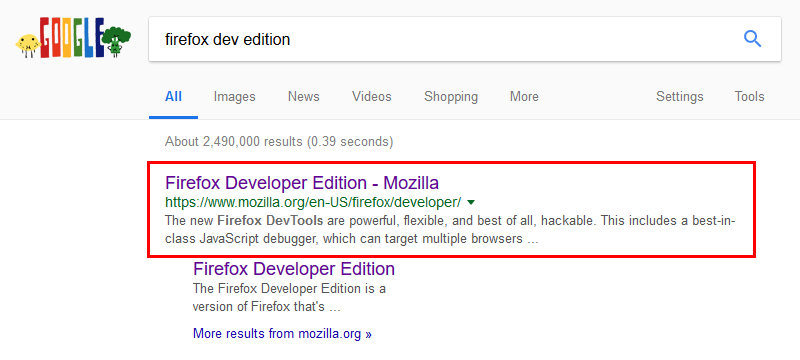 GOOGLE
firefox dev edition
All Images News Videos Shopping More Settings Tools
About 2,490,000 results (0.39 seconds)
Firefox Developer Edition - Mozilla
https://www.mozilla.org/en-US/firefox/developer/
The new Firefox DevTools are powerful, flexible, and best of all, hackable. This includes a best-in-
class JavaScript debugger, which can target multiple browsers ...
Firefox Developer Edition
The Firefox Developer Edition is a
version of Firefox that's ...
More results from mozilla.org »